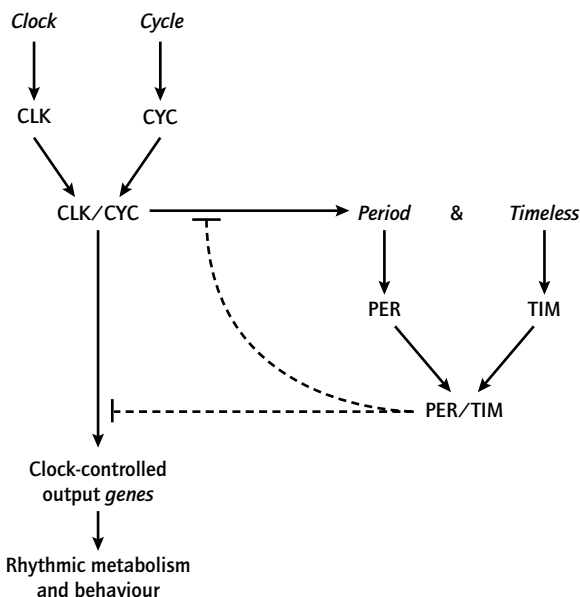 Clock
Cycle
CLK
CYC
CLK/CYC
Period & Timeless
PER
TIM
PER/TIM
Clock-controlled
output genes
Rhythmic metabolism
and behaviour